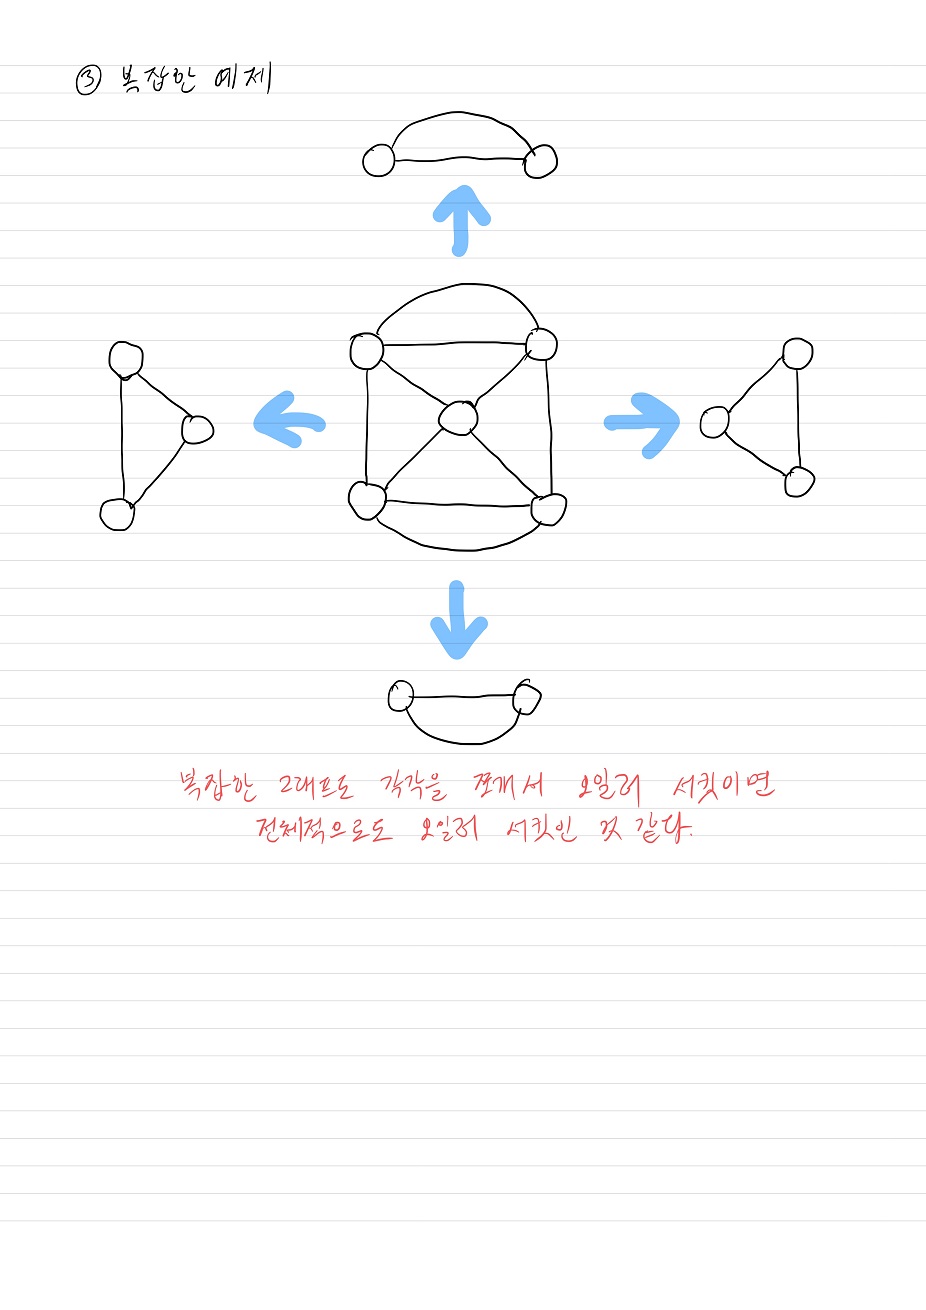 ③ 복잡한 예제
복잡한 그래프도 각각을 쪼개서 오일러 서킷이면
전체적으로도 오일러 서킷인 것 같다.